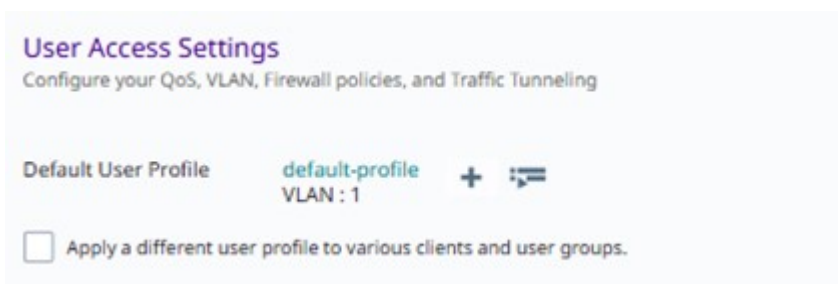 User Access Settings
Configure your QoS, VLAN, Firewall policies, and Traffic Tunneling
Default User Profile default-profile
VLAN : 1
Apply a different user profile to various clients and user groups.